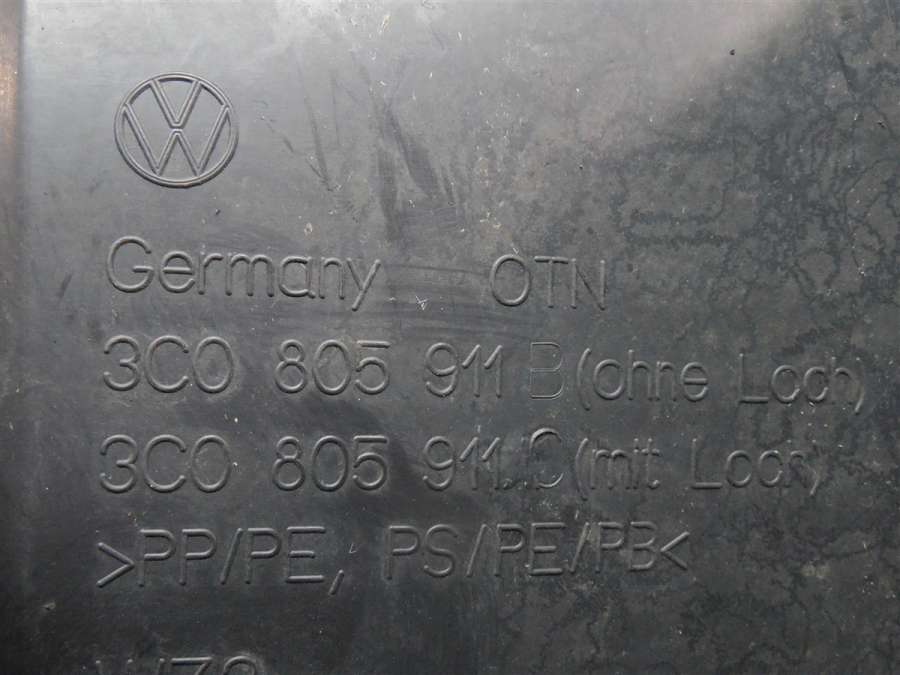 Germany OTN
3C0 805 911 B (ohne Loch)
3C0 805 911 C (mit Loch)
>PP/PE, PS/PE/PB<